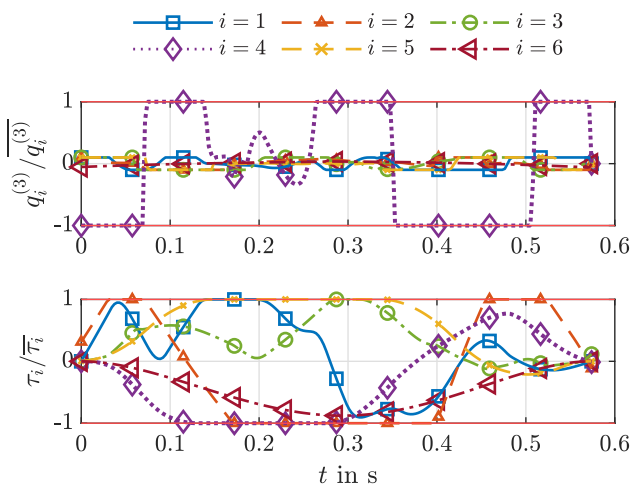 i = 1 i = 2 i = 3
i = 4 i = 5 i = 6
q_i^{(3)}/\overline{q_i^{(3)}}
1
0
-1
0 0.1 0.2 0.3 0.4 0.5 0.6
τ_i/\overline{τ_i}
1
0
-1
0 0.1 0.2 0.3 0.4 0.5 0.6
t in s